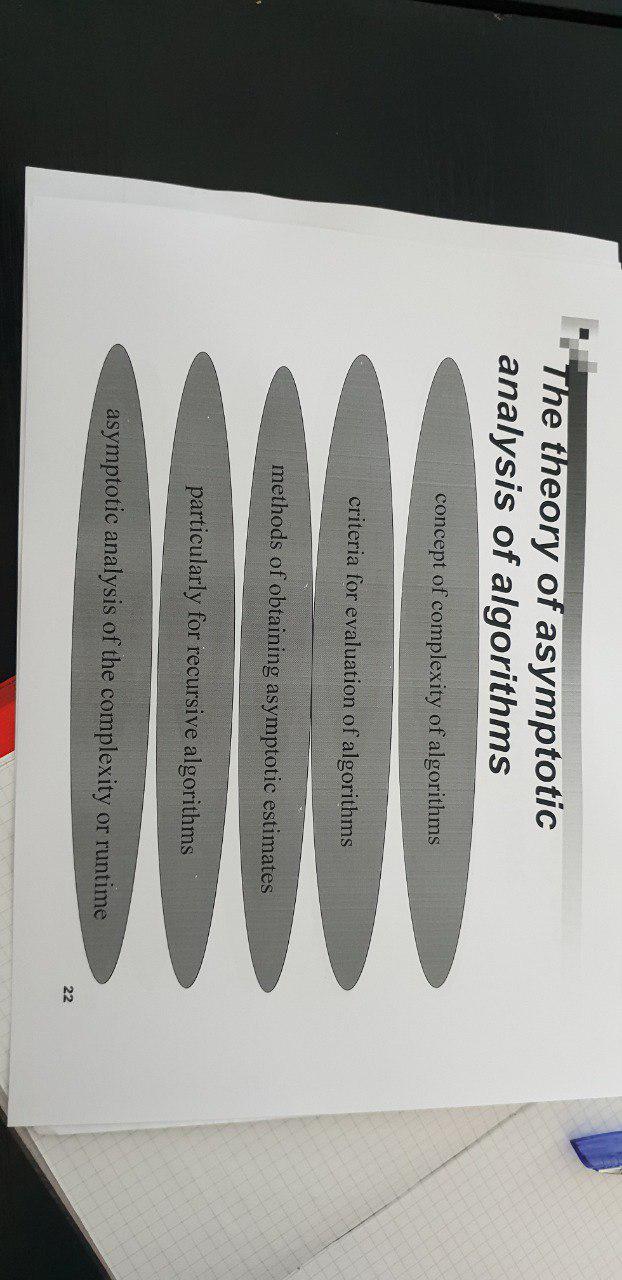 The theory of asymptotic
analysis of algorithms
concept of complexity of algorithms
criteria for evaluation of algorithms
methods of obtaining asymptotic estimates
particularly for recursive algorithms
asymptotic analysis of the complexity or runtime
22